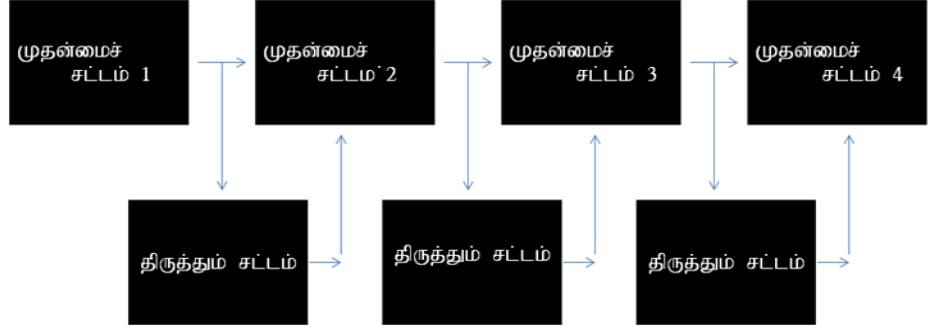 முதன்மைச்
சட்டம் 1
முதன்மைச்
சட்டம் 2
முதன்மைச்
சட்டம் 3
முதன்மைச்
சட்டம் 4
திருத்தும் சட்டம்
திருத்தும் சட்டம்
திருத்தும் சட்டம்